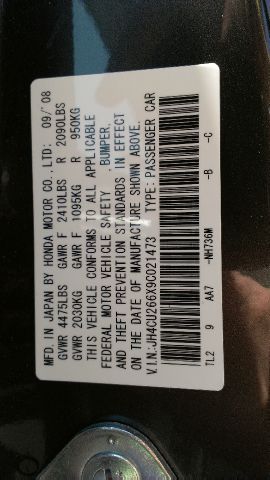 MFD. IN JAPAN BY HONDA MOTOR CO., LTD: 09/'08
GVWR 4475LBS GAWR F 2410LBS R 2090LBS
GVWR 2030KG GAWR F 1095KG R 950KG
THIS VEHICLE CONFORMS TO ALL APPLICABLE
FEDERAL MOTOR VEHICLE SAFETY, BUMPER,
AND THEFT PREVENTION STANDARDS IN EFFECT
ON THE DATE OF MANUFACTURE SHOWN ABOVE.
V.I.N.:JH4CU266X9C021473 TYPE: PASSENGER CAR
TL2 9 AA7 -NH736M -B -C